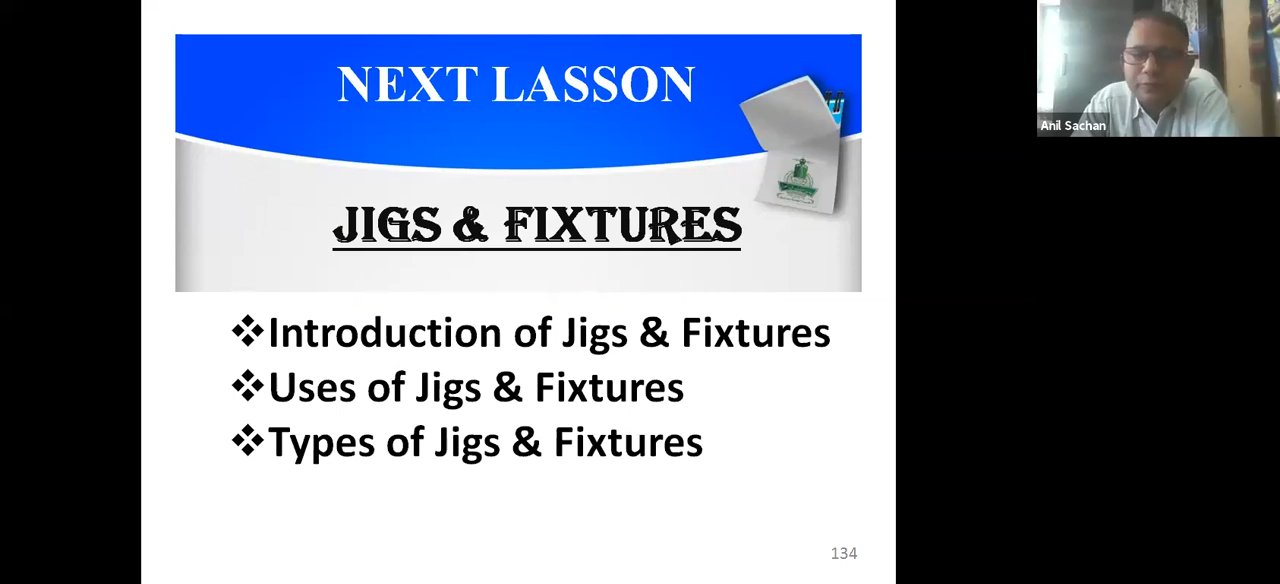 NEXT LASSON
JIGS & FIXTURES
❖Introduction of Jigs & Fixtures
❖Uses of Jigs & Fixtures
❖Types of Jigs & Fixtures
134
Anil Sachan